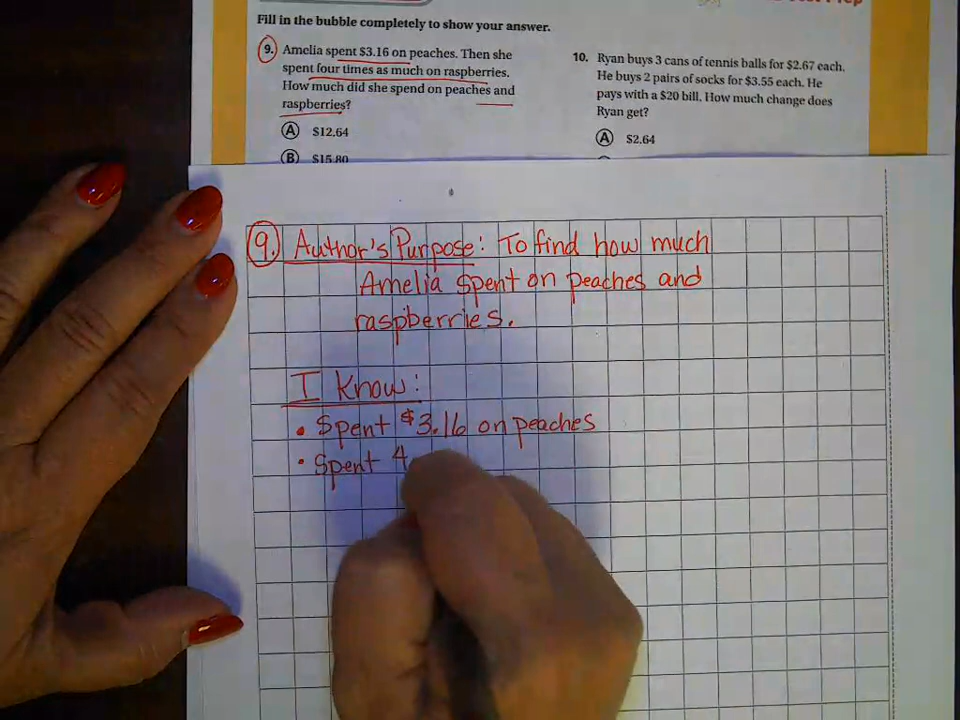 Fill in the bubble completely to show your answer.
9. Amelia spent $3.16 on peaches. Then she
spent four times as much on raspberries.
How much did she spend on peaches and
raspberries?
A $12.64
B $15.80
10. Ryan buys 3 cans of tennis balls for $2.67 each.
He buys 2 pairs of socks for $3.55 each. He
pays with a $20 bill. How much change does
Ryan get?
A $2.64
9. Author's Purpose: To find how much
Amelia spent on peaches and
raspberries.
I know:
• Spent $3.16 on peaches
• Spent 4